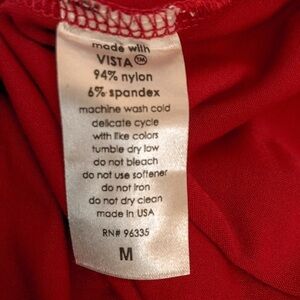 made with
VISTA™
94% nylon
6% spandex
machine wash cold
delicate cycle
with like colors
tumble dry low
do not bleach
do not use softener
do not iron
do not dry clean
made in USA
RN# 96335
M